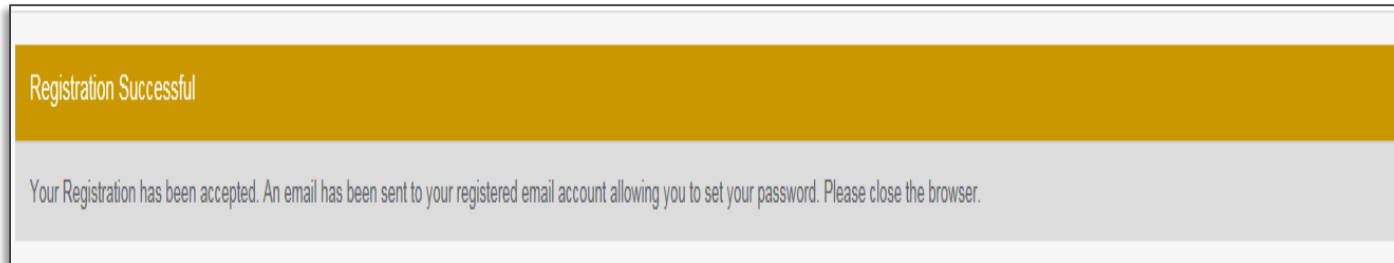 Registration Successful
Your Registration has been accepted. An email has been sent to your registered email account allowing you to set your password. Please close the browser.